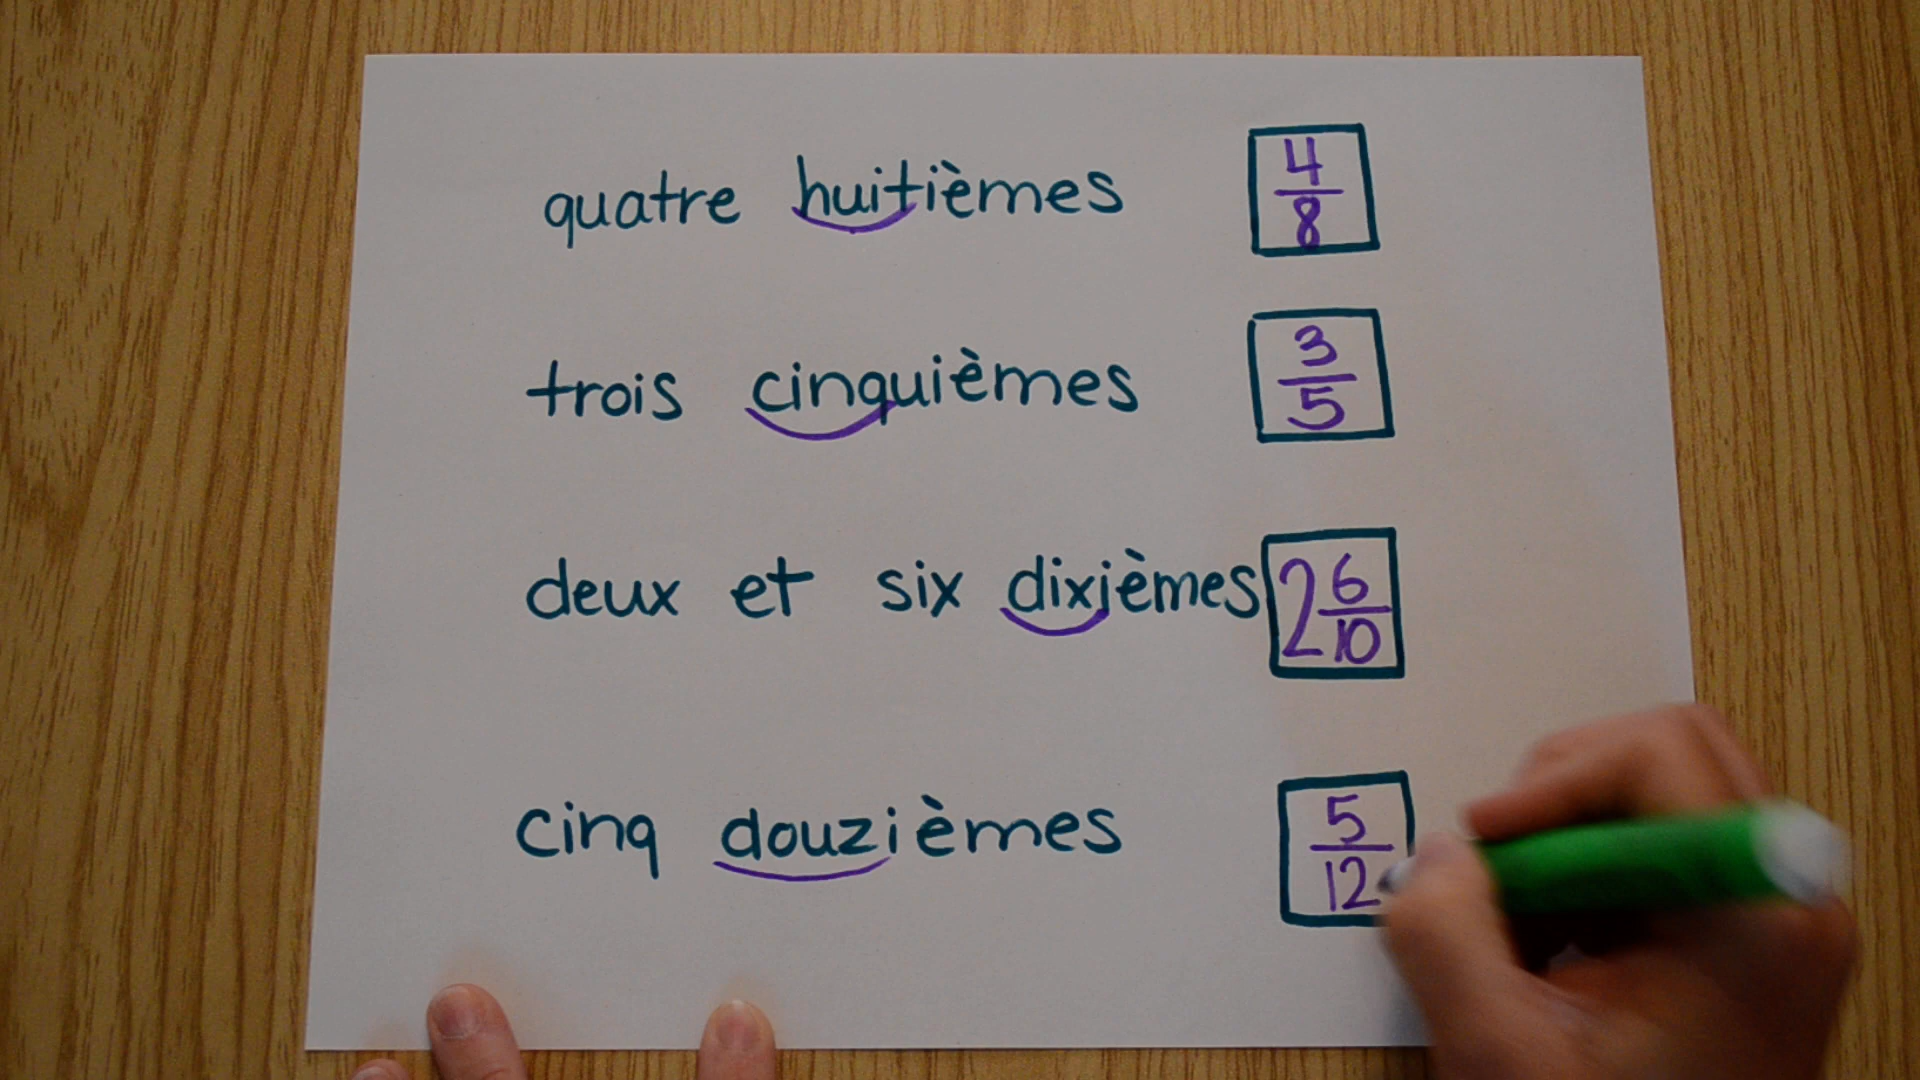 quatre huitièmes 4/8
trois cinquièmes 3/5
deux et six dixièmes 2 6/10
cinq douzièmes 5/12